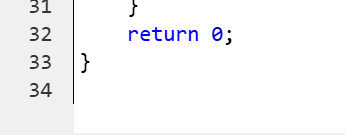 31 }
32 return 0;
33 }
34